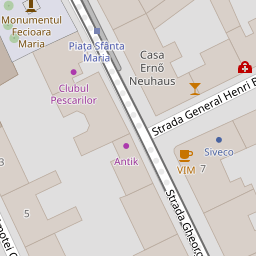 Monumentul
Fecioara
Maria
Piața Sfânta
Maria
Casa
Ernő
Neuhaus
Clubul
Pescarilor
Strada General Henri
Antik
Siveco
VIM
7
3
5
Strada